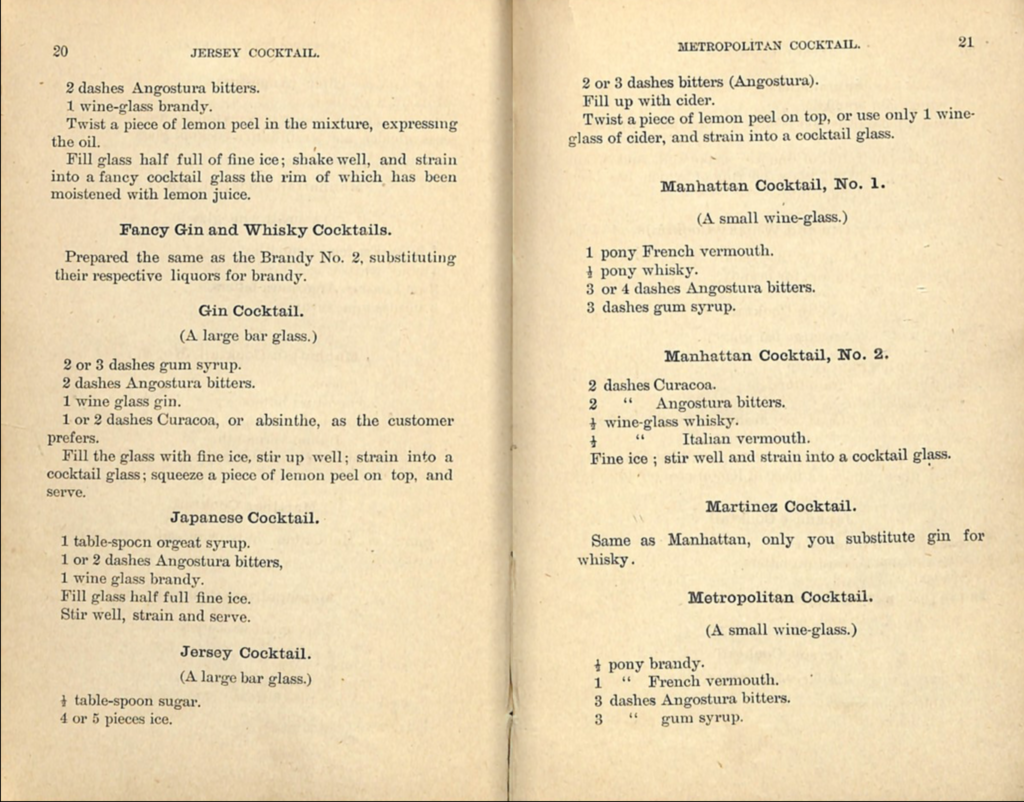 20
JERSEY COCKTAIL.
2 dashes Angostura bitters.
1 wine-glass brandy.
Twist a piece of lemon peel in the mixture, expressing
the oil.
Fill glass half full of fine ice; shake well, and strain
into a fancy cocktail glass the rim of which has been
moistened with lemon juice.
Fancy Gin and Whisky Cocktails.
Prepared the same as the Brandy No. 2, substituting
their respective liquors for brandy.
Gin Cocktail.
(A large bar glass.)
2 or 3 dashes gum syrup.
2 dashes Angostura bitters.
1 wine glass gin.
1 or 2 dashes Curacoa, or absinthe, as the customer
prefers.
Fill the glass with fine ice, stir up well; strain into a
cocktail glass; squeeze a piece of lemon peel on top, and
serve.
Japanese Cocktail.
1 table-spoon orgeat syrup.
1 or 2 dashes Angostura bitters,
1 wine glass brandy.
Fill glass half full fine ice.
Stir well, strain and serve.
Jersey Cocktail.
(A large bar glass.)
½ table-spoon sugar.
4 or 5 pieces ice.
METROPOLITAN COCKTAIL.
21
2 or 3 dashes bitters (Angostura).
Fill up with cider.
Twist a piece of lemon peel on top, or use only 1 wine-
glass of cider, and strain into a cocktail glass.
Manhattan Cocktail, No. 1.
(A small wine-glass.)
1 pony French vermouth.
½ pony whisky.
3 or 4 dashes Angostura bitters.
3 dashes gum syrup.
Manhattan Cocktail, No. 2.
2 dashes Curacoa.
2 " Angostura bitters.
½ wine-glass whisky.
½ " Italian vermouth.
Fine ice ; stir well and strain into a cocktail glass.
Martinez Cocktail.
Same as Manhattan, only you substitute gin for
whisky.
Metropolitan Cocktail.
(A small wine-glass.)
½ pony brandy.
1 " French vermouth.
3 dashes Angostura bitters.
3 " gum syrup.